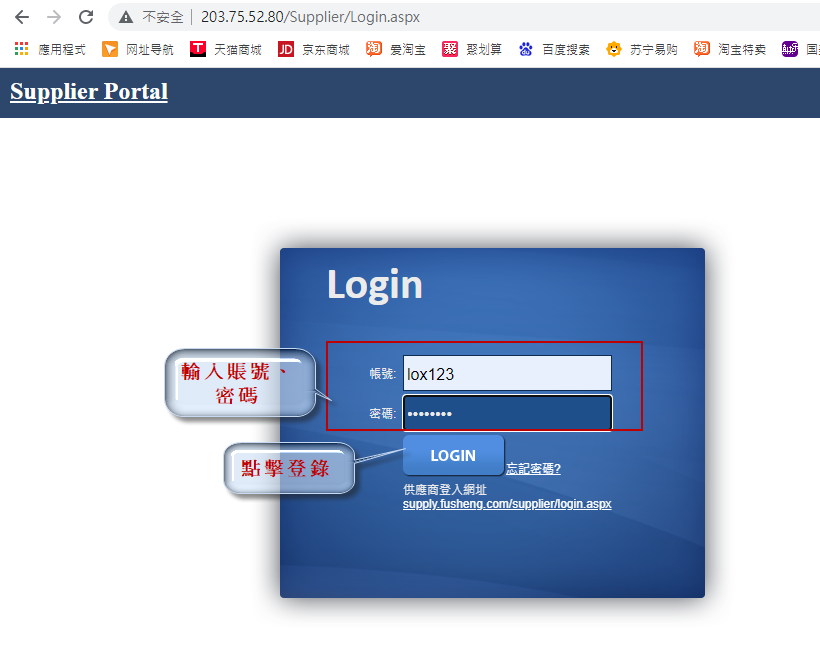 不安全 203.75.52.80/Supplier/Login.aspx
應用程式 网址导航 T 天猫商城 JD 京东商城 淘 爱淘宝 聚 聚划算 百度搜索 苏宁易购 淘 淘宝特卖
Supplier Portal
Login
輸入賬號、
密碼
帳號: lox123
密碼: ••••••••
點擊登錄
LOGIN 忘記密碼?
供應商登入網址
supply.fusheng.com/supplier/login.aspx